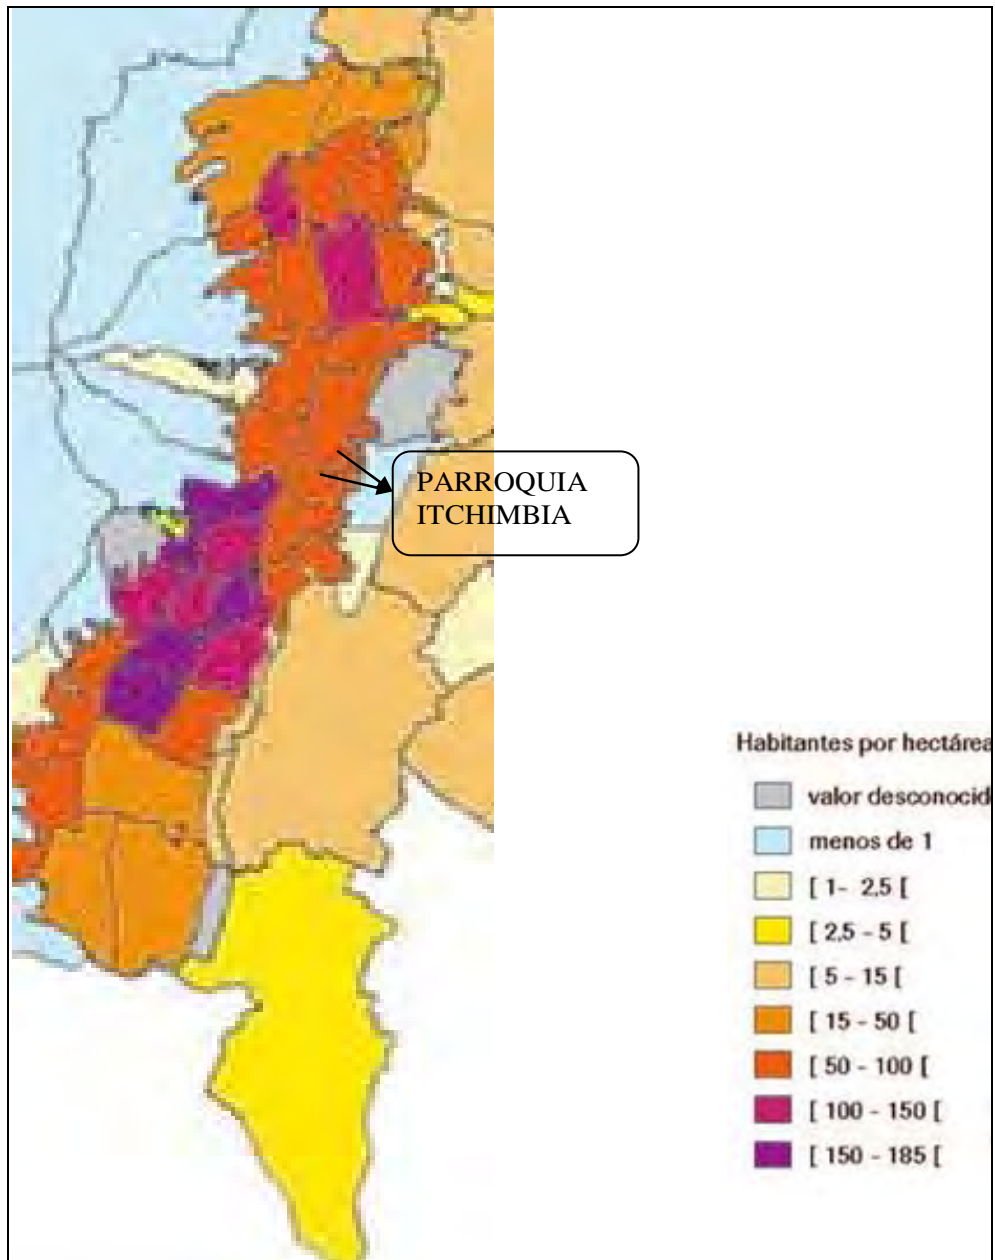 PARROQUIA
ITCHIMBIA
Habitantes por hectárea
valor desconocid
menos de 1
[ 1- 2,5 [
[ 2,5 - 5 [
[ 5 - 15 [
[ 15 - 50 [
[ 50 - 100 [
[ 100 - 150 [
[ 150 - 185 [